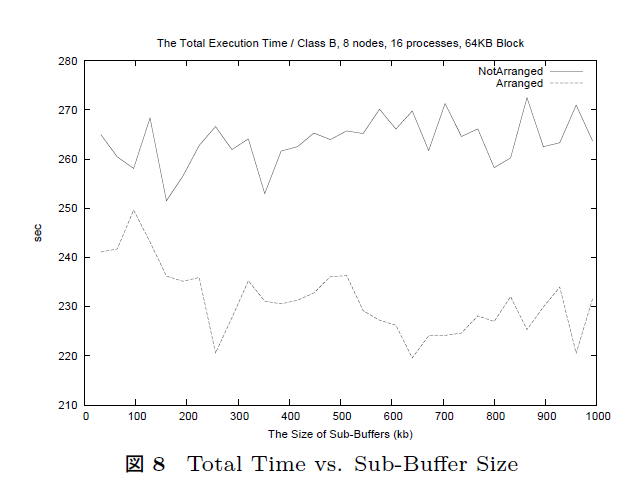 The Total Execution Time / Class B, 8 nodes, 16 processes, 64KB Block
280
270
260
250
240
230
220
210
sec
NotArranged
Arranged
0 100 200 300 400 500 600 700 800 900 1000
The Size of Sub-Buffers (kb)
図 8 Total Time vs. Sub-Buffer Size